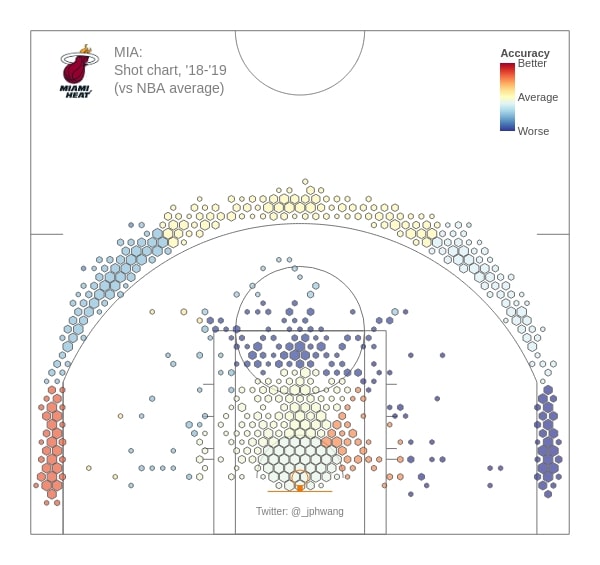 MIA:
Shot chart, '18-'19
(vs NBA average)
MIAMI
HEAT
Accuracy
Better
Average
Worse
Twitter: @_jphwang